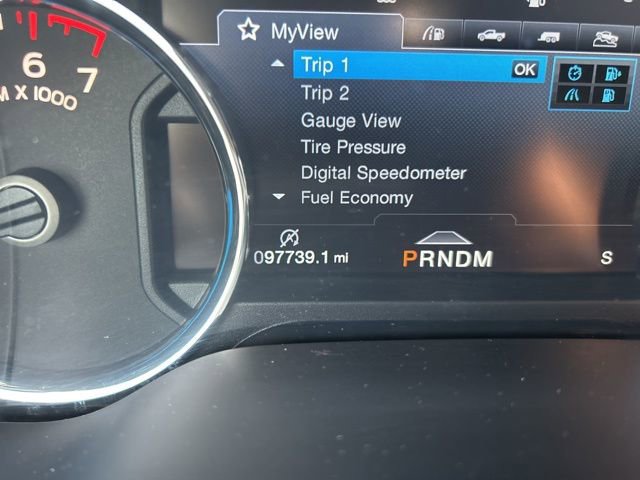 MyView
Trip 1 OK
Trip 2
Gauge View
Tire Pressure
Digital Speedometer
Fuel Economy
6
7
X 1000
097739.1 mi
PRNDM
S